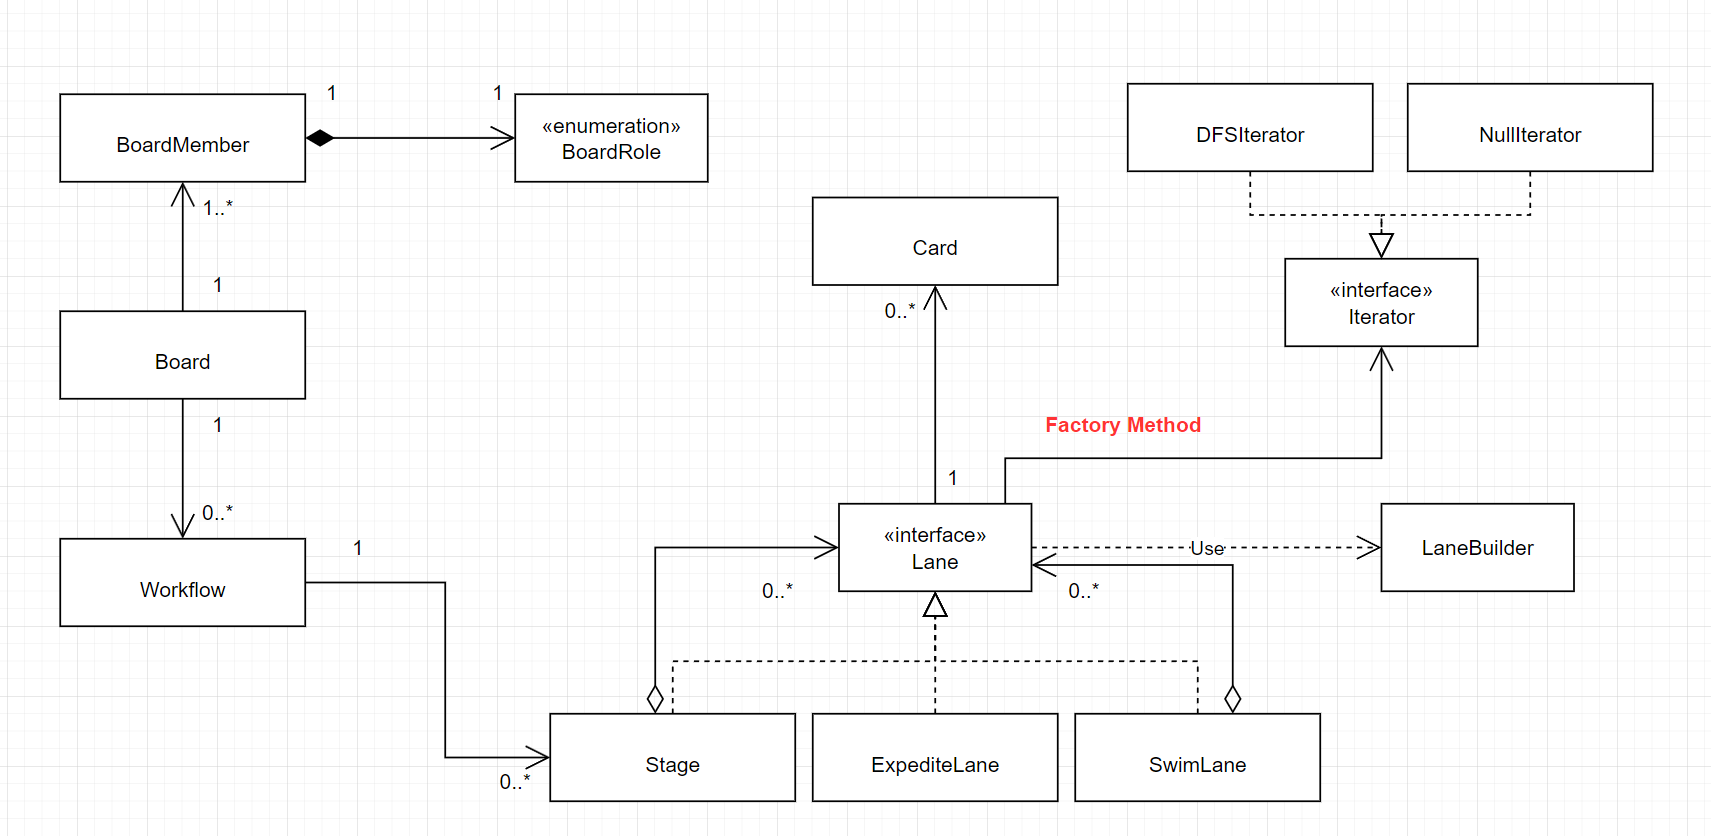 1
1
BoardMember
«enumeration»
BoardRole
DFSIterator
NullIterator
1..*
Card
1
0..*
«interface»
Iterator
Board
1
Factory Method
1
0..*
«interface»
Lane
Use
LaneBuilder
Workflow
1
0..*
0..*
Stage
ExpediteLane
SwimLane
0..*